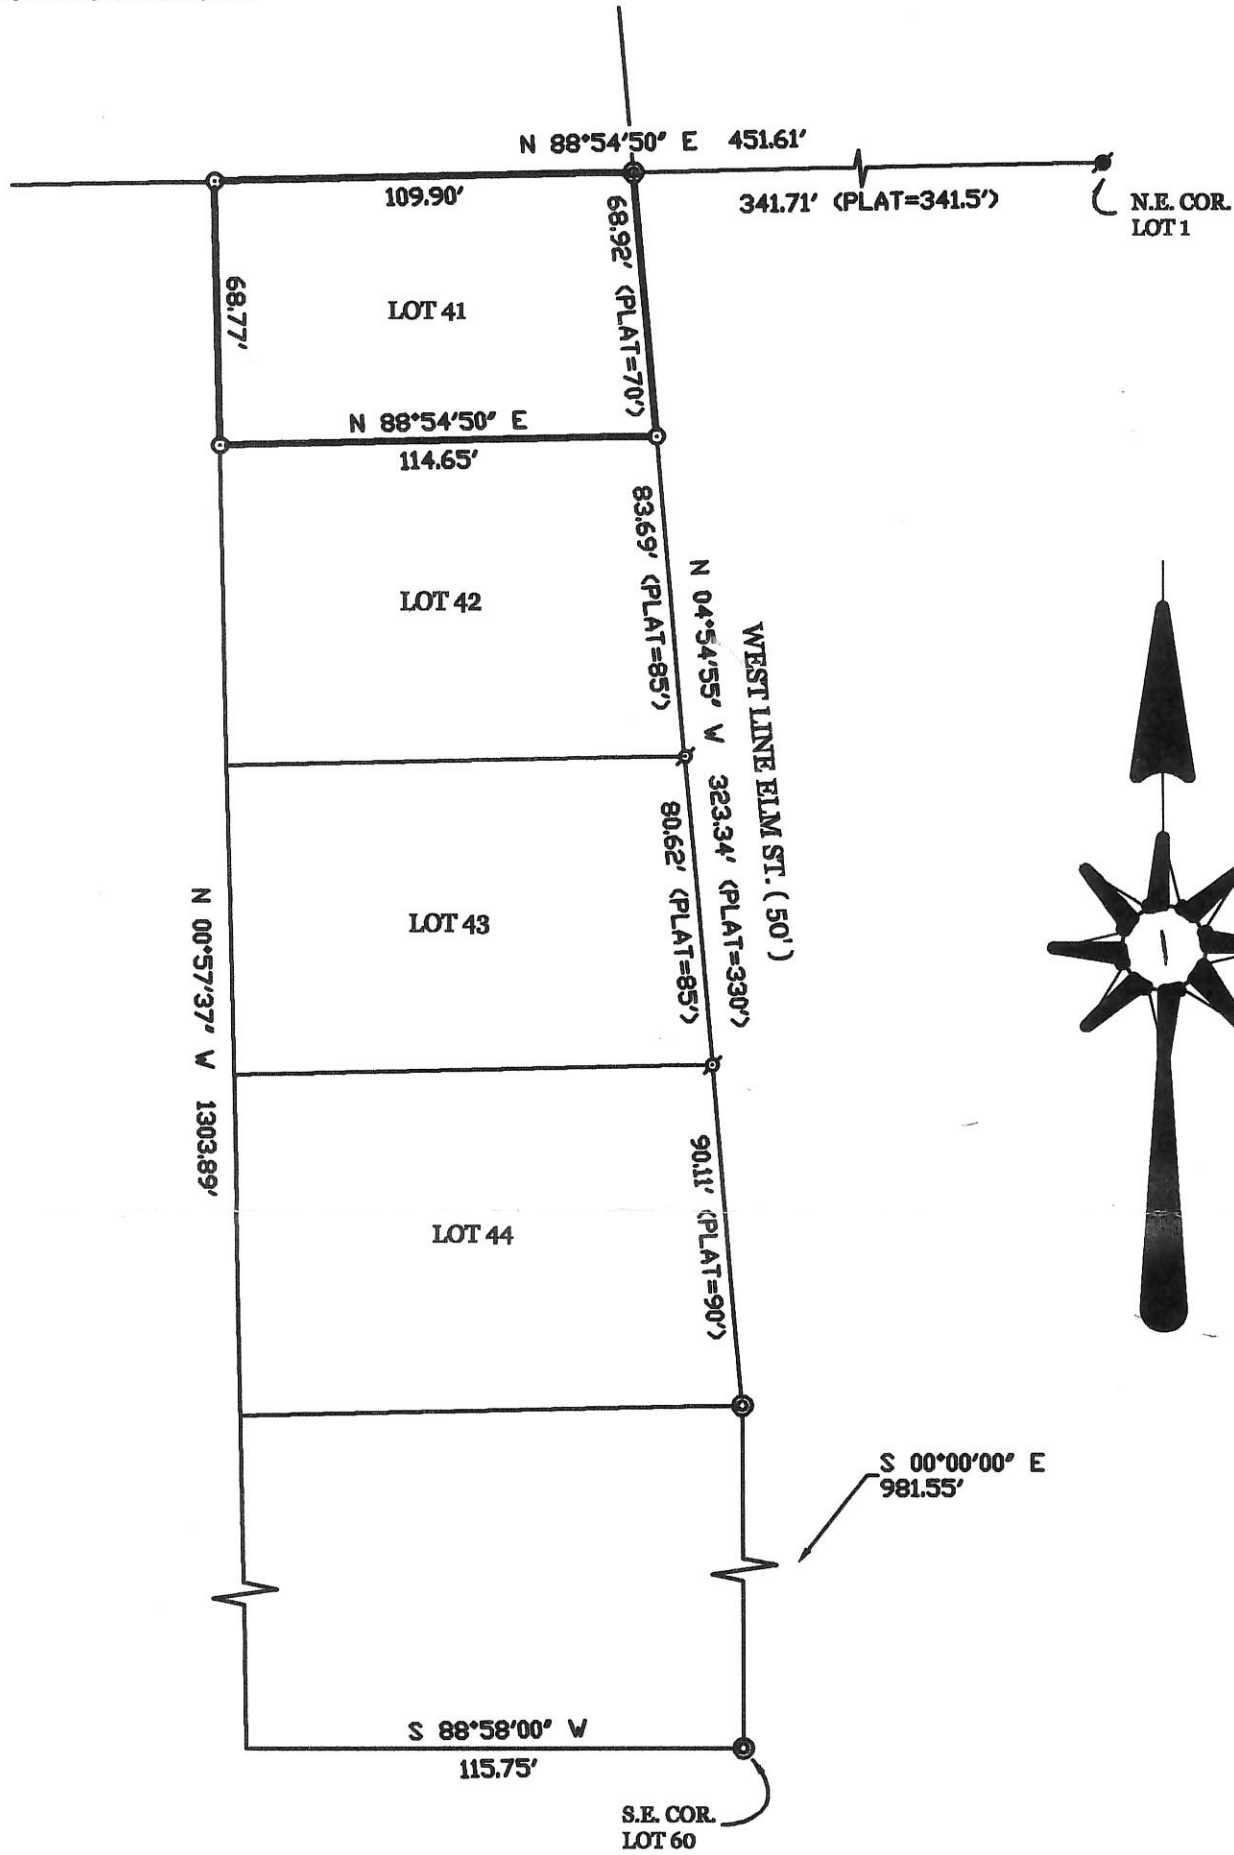 N 88°54'50" E 451.61'
109.90'
341.71' (PLAT=341.5')
N.E. COR.
LOT 1
68.92' (PLAT=70')
68.77'
LOT 41
N 88°54'50" E
114.65'
83.69' (PLAT=85')
LOT 42
N 04°54'55" W 323.34' (PLAT=330')
WEST LINE ELM ST. ( 50' )
80.62' (PLAT=85')
LOT 43
N 00°57'37" W 1303.89'
90.11' (PLAT=90')
LOT 44
S 00°00'00" E
981.55'
S 88°58'00" W
115.75'
S.E. COR.
LOT 60